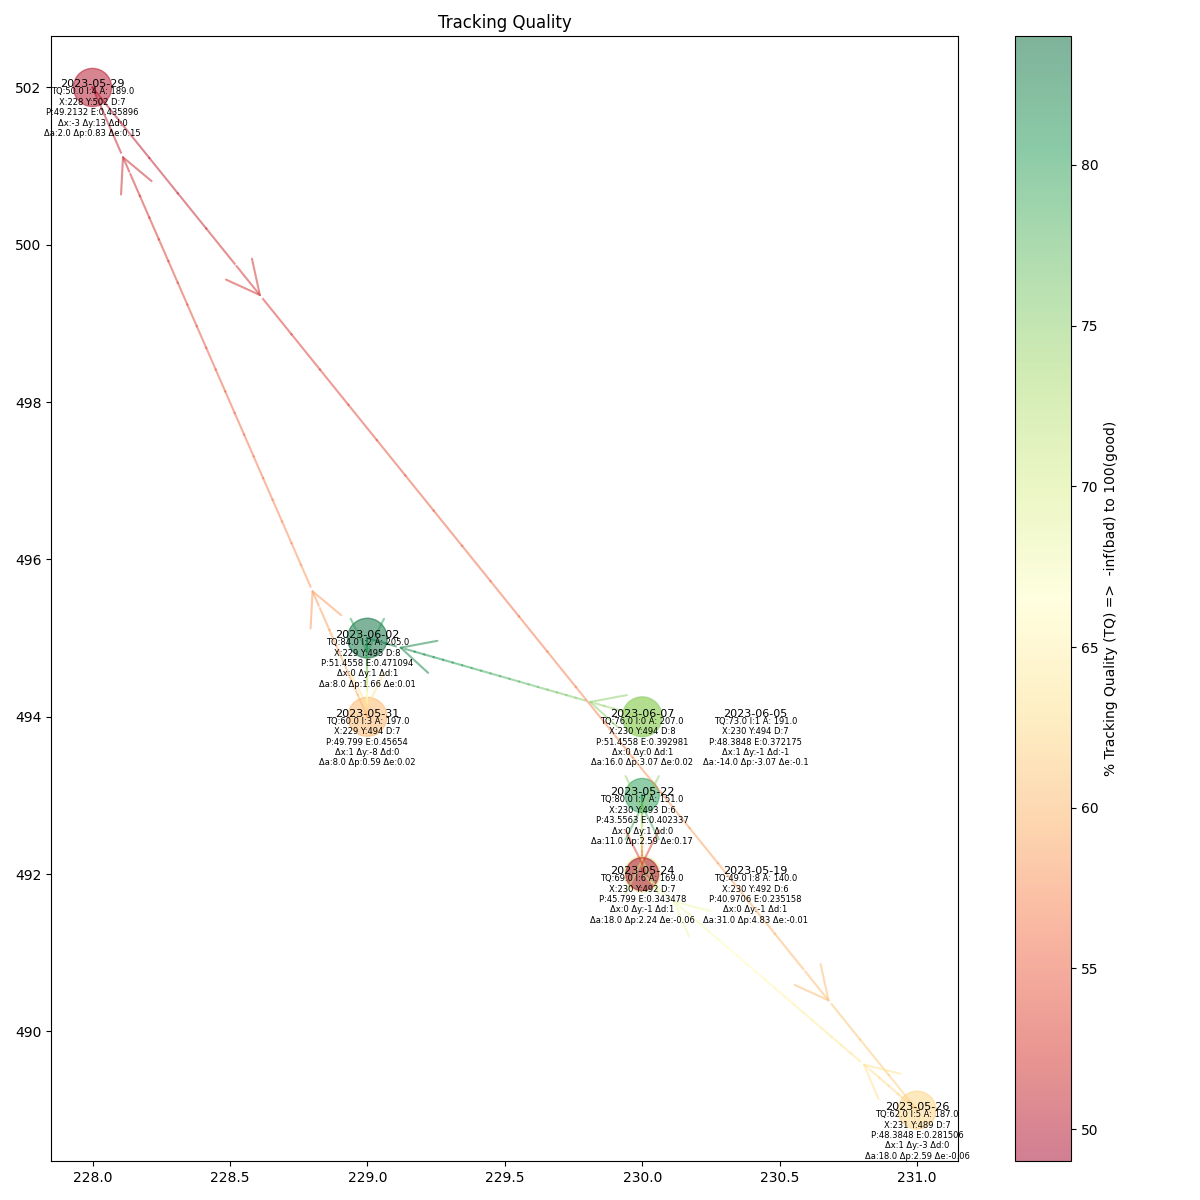 Tracking Quality
502
500
498
496
494
492
490
2023-05-29
TQ:50.0 I:4 A: 189.0
X:228 Y:502 D:7
P:49.2132 E:0.435896
Δx:-3 Δy:13 Δd:0
Δa:2.0 Δp:0.83 Δe:0.15
2023-06-02
TQ:84.0 I:2 A: 205.0
X:229 Y:495 D:8
P:51.4558 E:0.471094
Δx:0 Δy:1 Δd:1
Δa:8.0 Δp:1.66 Δe:0.01
2023-05-31
TQ:60.0 I:3 A: 197.0
X:229 Y:494 D:7
P:49.799 E:0.45654
Δx:1 Δy:-8 Δd:0
Δa:8.0 Δp:0.59 Δe:0.02
2023-06-07
TQ:76.0 I:0 A: 207.0
X:230 Y:494 D:8
P:51.4558 E:0.392981
Δx:0 Δy:0 Δd:1
Δa:16.0 Δp:3.07 Δe:0.02
2023-06-05
TQ:73.0 I:1 A: 191.0
X:230 Y:494 D:7
P:48.3848 E:0.372175
Δx:1 Δy:-1 Δd:-1
Δa:-14.0 Δp:-3.07 Δe:-0.1
2023-05-22
TQ:80.0 I:7 A: 151.0
X:230 Y:493 D:6
P:43.5563 E:0.402337
Δx:0 Δy:1 Δd:0
Δa:11.0 Δp:2.59 Δe:0.17
2023-05-24
TQ:69.0 I:6 A: 169.0
X:230 Y:492 D:7
P:45.799 E:0.343478
Δx:0 Δy:-1 Δd:1
Δa:18.0 Δp:2.24 Δe:-0.06
2023-05-19
TQ:49.0 I:8 A: 140.0
X:230 Y:492 D:6
P:40.9706 E:0.235158
Δx:0 Δy:-1 Δd:1
Δa:31.0 Δp:4.83 Δe:-0.01
2023-05-26
TQ:62.0 I:5 A: 187.0
X:231 Y:489 D:7
P:48.3848 E:0.281506
Δx:1 Δy:-3 Δd:0
Δa:18.0 Δp:2.59 Δe:-0.06
228.0
228.5
229.0
229.5
230.0
230.5
231.0
80
75
70
65
60
55
50
% Tracking Quality (TQ) => -inf(bad) to 100(good)